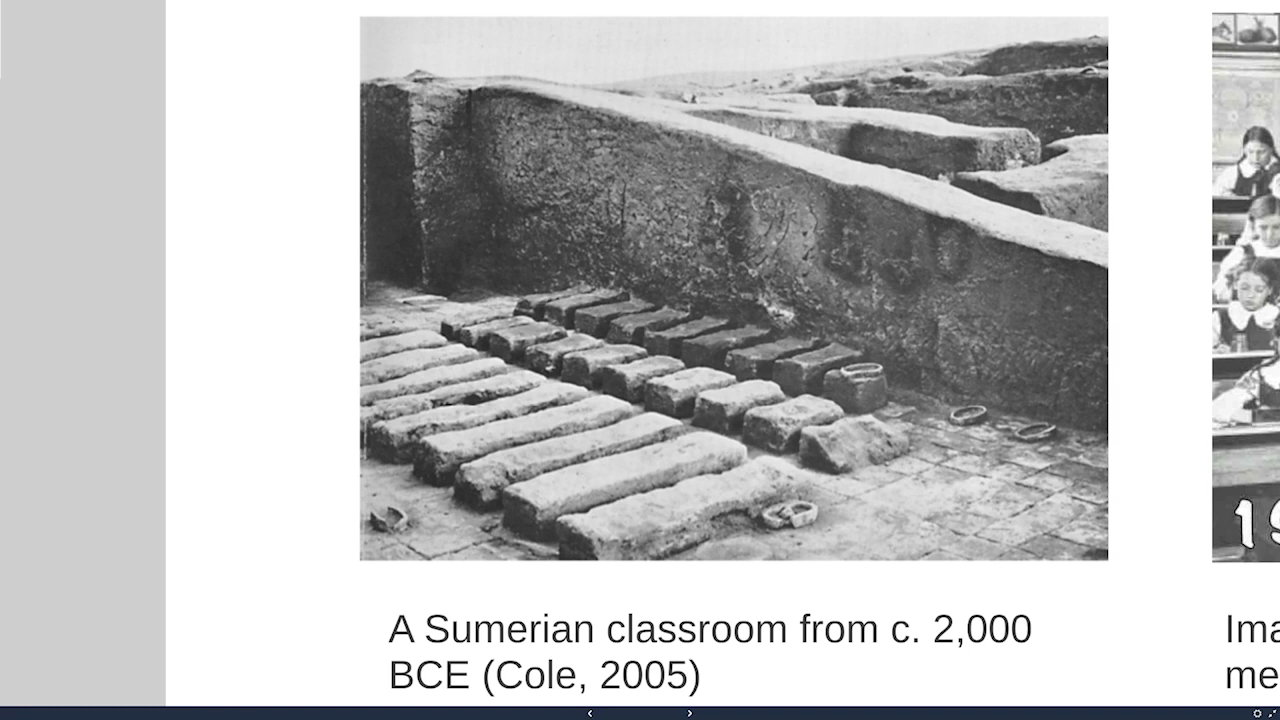 A Sumerian classroom from c. 2,000
BCE (Cole, 2005)